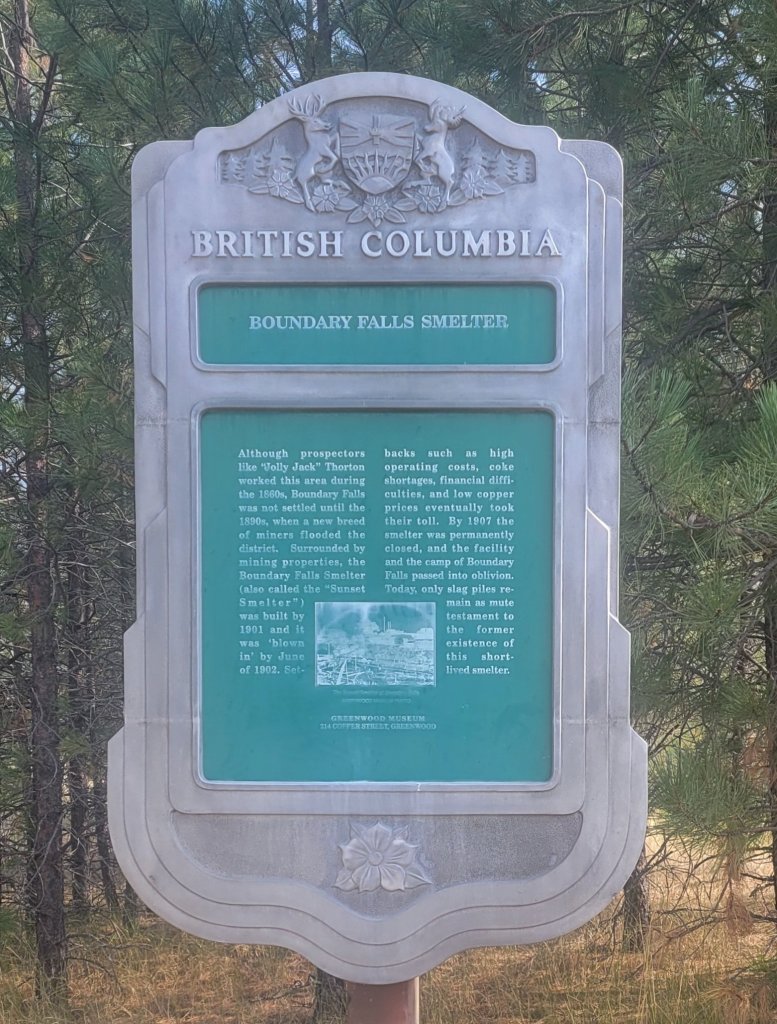 BRITISH COLUMBIA
BOUNDARY FALLS SMELTER
Although prospectors
like "Jolly Jack" Thorton
worked this area during
the 1860s, Boundary Falls
was not settled until the
1890s, when a new breed
of miners flooded the
district. Surrounded by
mining properties, the
Boundary Falls Smelter
(also called the "Sunset
Smelter")
was built by
1901 and it
was 'blown
in' by June
of 1902. Set-
backs such as high
operating costs, coke
shortages, financial diffi-
culties, and low copper
prices eventually took
their toll. By 1907 the
smelter was permanently
closed, and the facility
and the camp of Boundary
Falls passed into oblivion.
Today, only slag piles re-
main as mute
testament to
the former
existence of
this short-
lived smelter.
GREENWOOD MUSEUM
214 COPPER STREET, GREENWOOD